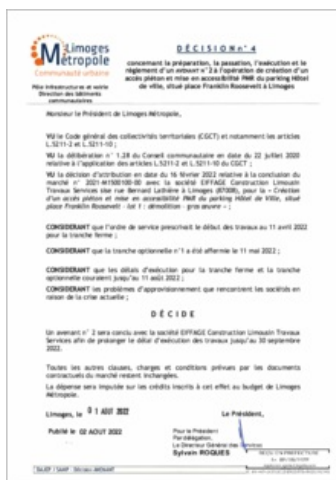 Limoges
Métropole
Communauté urbaine
Pôle Infrastructures et voirie
Direction des bâtiments
communautaires
DÉCISION n° 4
concernant la préparation, la passation, l'exécution et le
règlement d'un avenant n°2 à l'opération de création d'un
accès piéton et mise en accessibilité PMR du parking Hôtel
de ville, situé place Franklin Roosevelt à Limoges
Monsieur le Président de Limoges Métropole,
VU le Code général des collectivités territoriales (CGCT) et notamment les articles
L.5211-2 et L.5211-10 ;
VU la délibération n° 1.28 du Conseil communautaire en date du 22 juillet 2020
relative à l'application des articles L5211-2 et L.5211-10 du CGCT ;
VU la décision d'attribution en date du 16 février 2022 relative à la conclusion du
marché n° 2021-M1500100-00 avec la société EIFFAGE Construction Limousin
Travaux Services sise rue Bernard Lathière à Limoges (87000), pour la « Création
d'un accès piéton et mise en accessibilité PMR du parking Hôtel de Ville, situé
place Franklin Roosevelt - lot 1 : démolition - gros œuvre » ;
CONSIDERANT que l'ordre de service prescrivait le début des travaux au 11 avril 2022
pour la tranche ferme ;
CONSIDERANT que la tranche optionnelle n°1 a été affermie le 11 mai 2022 ;
CONSIDERANT que les délais d'exécution pour la tranche ferme et la tranche
optionnelle couraient jusqu'au 11 août 2022 ;
CONSIDERANT les problèmes d'approvisionnement que rencontrent les sociétés en
raison de la crise actuelle ;
DÉCIDE
Un avenant n° 2 sera conclu avec la société EIFFAGE Construction Limousin Travaux
Services afin de prolonger le délai d'exécution des travaux jusqu'au 30 septembre
2022.
Toutes les autres clauses, charges et conditions prévues par les documents
contractuels du marché restent inchangées.
La dépense sera imputée sur les crédits inscrits à cet effet au budget de Limoges
Métropole.
Limoges, le 01 AOUT 2022
Le Président,
Publié le 02 AOUT 2022
Pour le Président
Par délégation,
Le Directeur Général des Services
Sylvain ROQUES